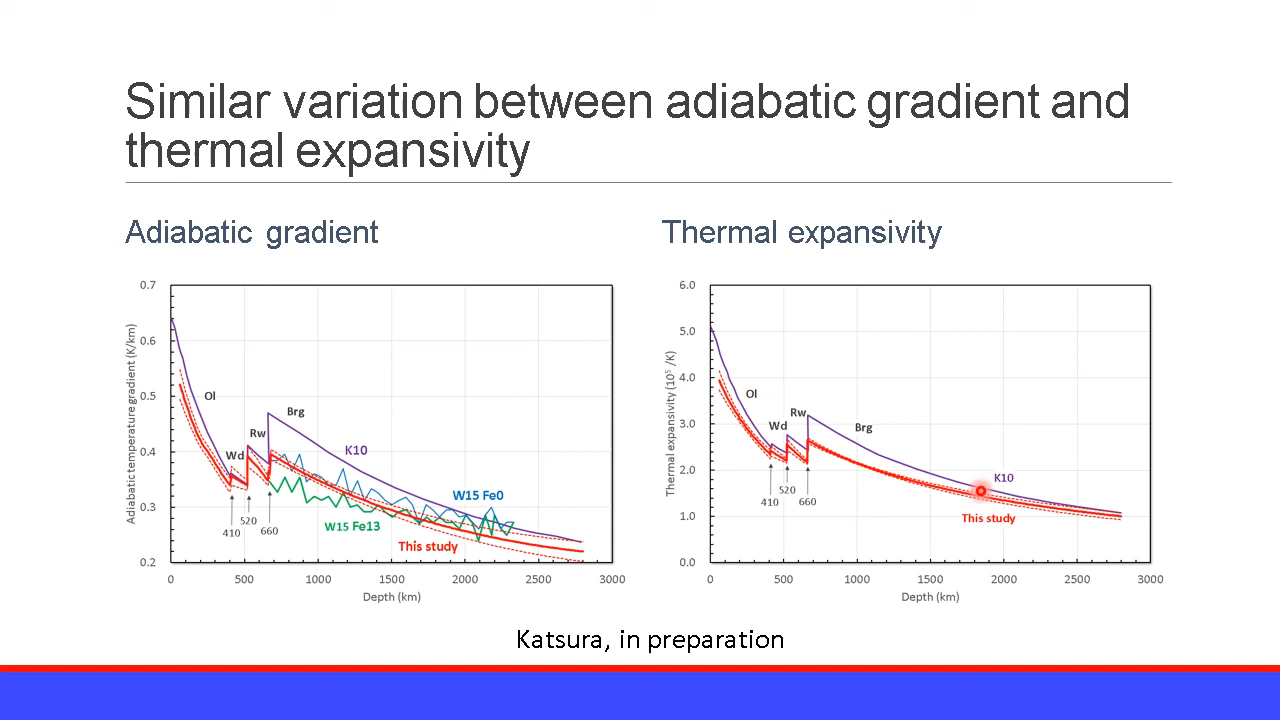 Similar variation between adiabatic gradient and
thermal expansivity
Adiabatic gradient
Thermal expansivity
Adiabatic temperature gradient (K/km)
0.7
0.6
0.5
0.4
0.3
0.2
Ol
Wd
Rw
Brg
K10
W15 Fe0
W15 Fe13
This study
410
520
660
0
500
1000
1500
2000
2500
3000
Depth (km)
Thermal expansivity (10⁵ /K)
6.0
5.0
4.0
3.0
2.0
1.0
0.0
Ol
Wd
Rw
Brg
K10
This study
410
520
660
0
500
1000
1500
2000
2500
3000
Depth (km)
Katsura, in preparation